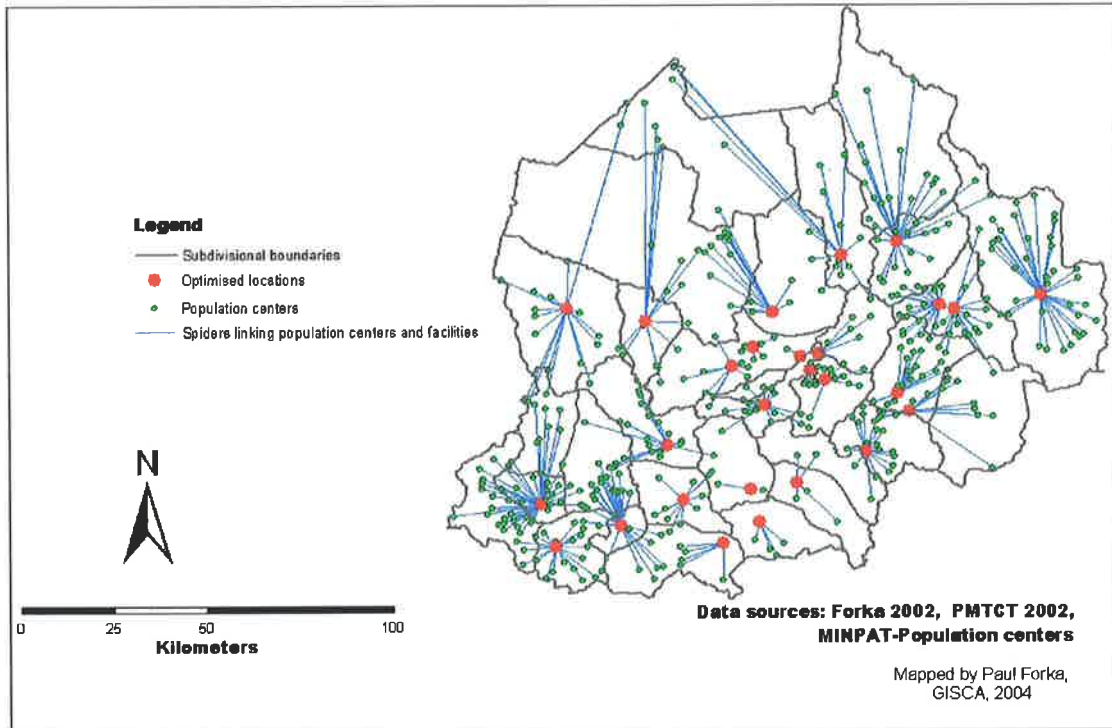 Legend
Subdivisional boundaries
Optimised locations
Population centers
Spiders linking population centers and facilities
N
0 25 50 100
Kilometers
Data sources: Forka 2002, PMTCT 2002,
MINPAT-Population centers
Mapped by Paul Forka,
GISCA, 2004